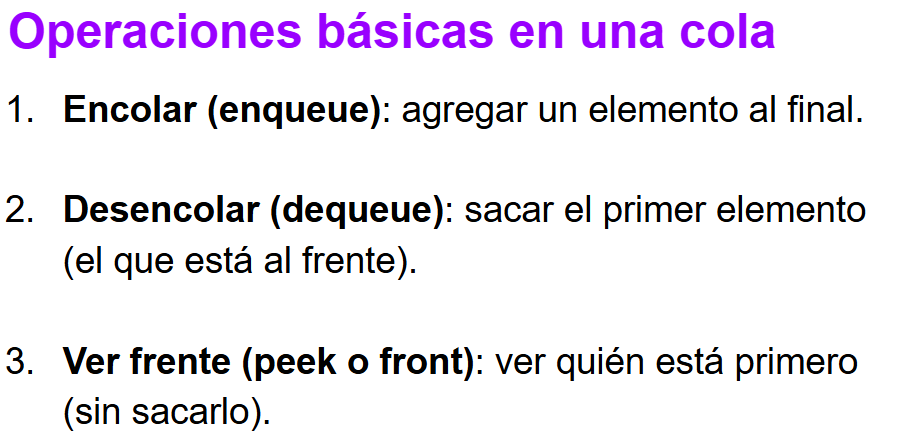 Operaciones básicas en una cola
1. Encolar (enqueue): agregar un elemento al final.
2. Desencolar (dequeue): sacar el primer elemento
(el que está al frente).
3. Ver frente (peek o front): ver quién está primero
(sin sacarlo).